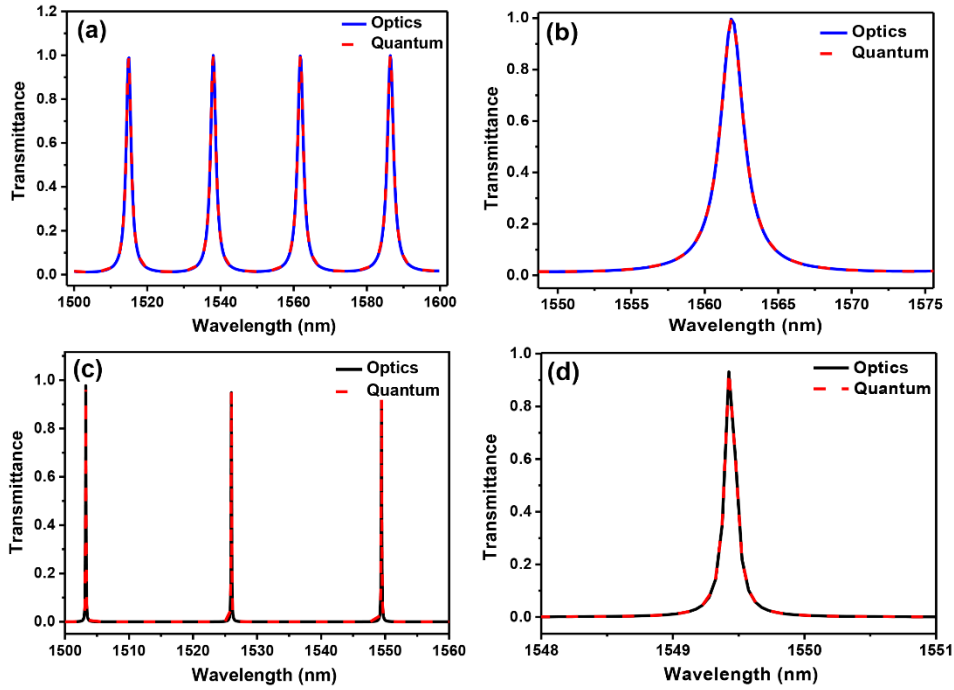 (a)
Optics
Quantum
Transmittance
1.2
1.0
0.8
0.6
0.4
0.2
0.0
1600 1520 1540 1560 1580 1600
Wavelength (nm)
(b)
Optics
Quantum
Transmittance
1.0
0.8
0.6
0.4
0.2
0.0
1550 1555 1560 1565 1570 1575
Wavelength (nm)
(c)
Optics
Quantum
Transmittance
1.0
0.8
0.6
0.4
0.2
0.0
1500 1510 1520 1530 1540 1550 1560
Wavelength (nm)
(d)
Optics
Quantum
Transmittance
1.0
0.8
0.6
0.4
0.2
0.0
1548 1549 1550 1551
Wavelength (nm)